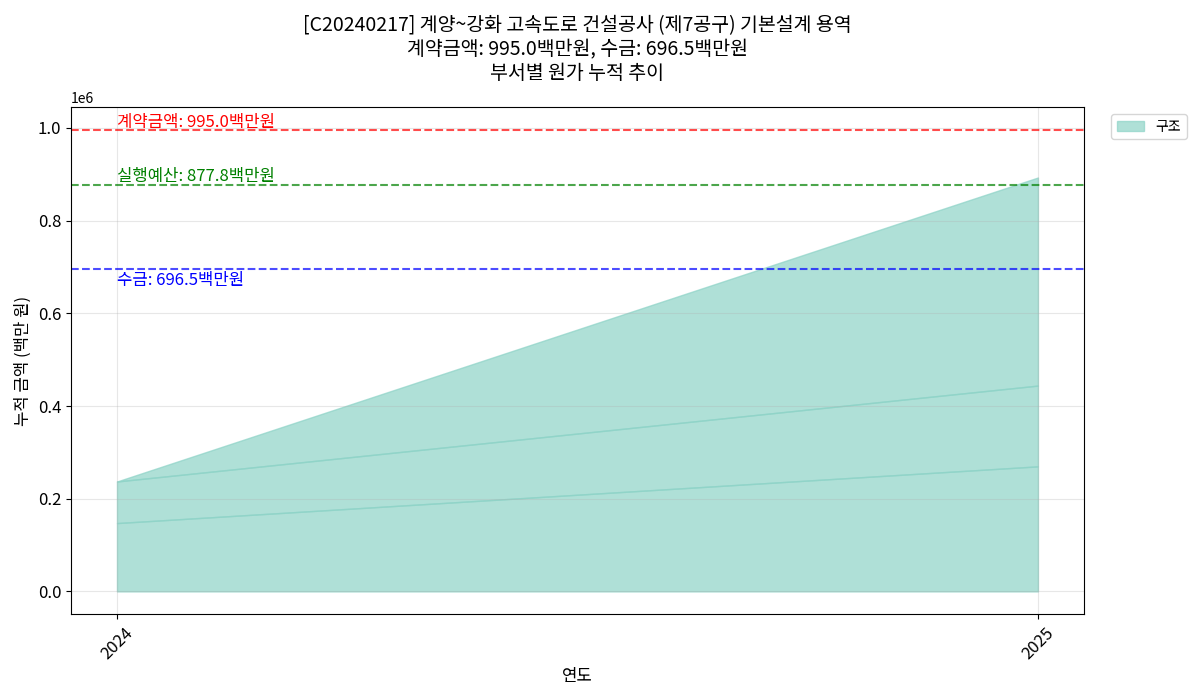 [C20240217] 계양~강화 고속도로 건설공사 (제7공구) 기본설계 용역
계약금액: 995.0백만원, 수금: 696.5백만원
부서별 원가 누적 추이
1e6
계약금액: 995.0백만원
실행예산: 877.8백만원
수금: 696.5백만원
구조
누적 금액 (백만 원)
1.0
0.8
0.6
0.4
0.2
0.0
2024
2025
연도